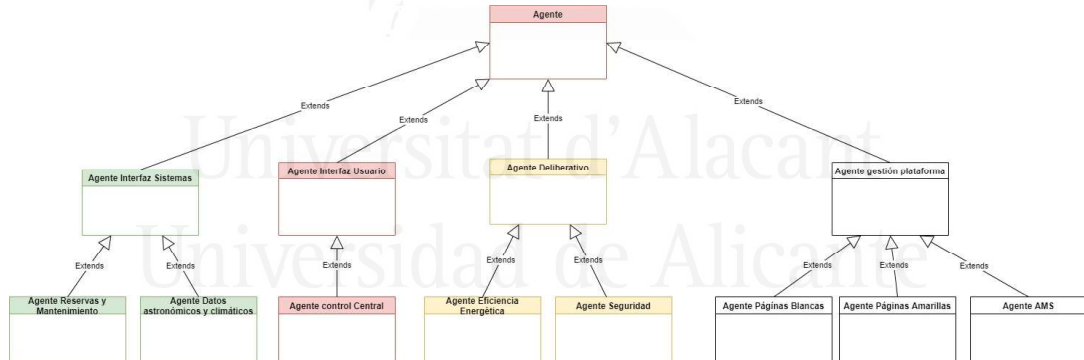 Agente
Extends
Extends
Extends
Extends
Universitat d'Alacant
Universidad de Alicante
Agente Interfaz Sistemas
Agente Interfaz Usuario
Agente Deliberativo
Agente gestión plataforma
Extends
Extends
Extends
Extends
Extends
Extends
Extends
Extends
Agente Reservas y
Mantenimiento
Agente Datos
astronómicos y climáticos
Agente control Central
Agente Eficiencia
Energética
Agente Seguridad
Agente Páginas Blancas
Agente Páginas Amarillas
Agente AMS